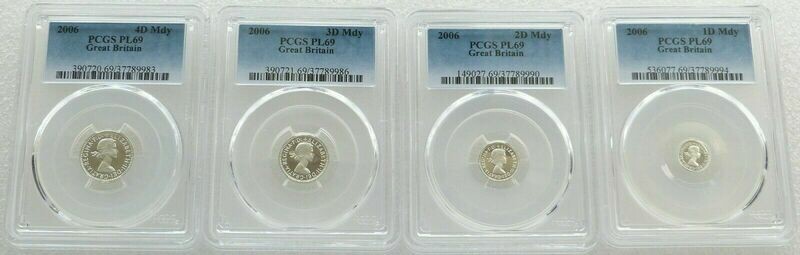 2006 4D Mdy
PCGS PL69
Great Britain
390770.69/37789983
2006 3D Mdy
PCGS PL69
Great Britain
390721.69/37789986
2006 2D Mdy
PCGS PL69
Great Britain
149027.69/37789990
2006 1D Mdy
PCGS PL69
Great Britain
536077.69/37789994